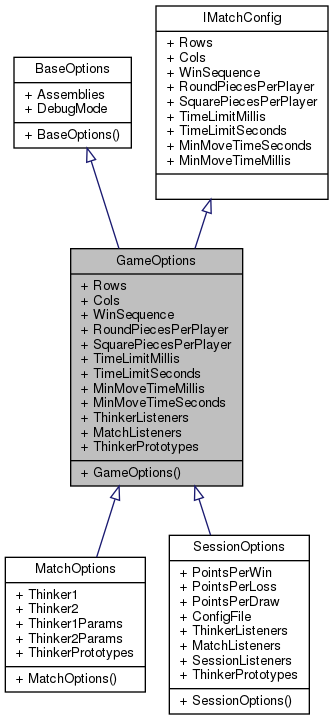 IMatchConfig
+ Rows
+ Cols
+ WinSequence
+ RoundPiecesPerPlayer
+ SquarePiecesPerPlayer
+ TimeLimitMillis
+ TimeLimitSeconds
+ MinMoveTimeSeconds
+ MinMoveTimeMillis
BaseOptions
+ Assemblies
+ DebugMode
+ BaseOptions()
GameOptions
+ Rows
+ Cols
+ WinSequence
+ RoundPiecesPerPlayer
+ SquarePiecesPerPlayer
+ TimeLimitMillis
+ TimeLimitSeconds
+ MinMoveTimeMillis
+ MinMoveTimeSeconds
+ ThinkerListeners
+ MatchListeners
+ ThinkerPrototypes
+ GameOptions()
MatchOptions
+ Thinker1
+ Thinker2
+ Thinker1Params
+ Thinker2Params
+ ThinkerPrototypes
+ MatchOptions()
SessionOptions
+ PointsPerWin
+ PointsPerLoss
+ PointsPerDraw
+ ConfigFile
+ ThinkerListeners
+ MatchListeners
+ SessionListeners
+ ThinkerPrototypes
+ SessionOptions()